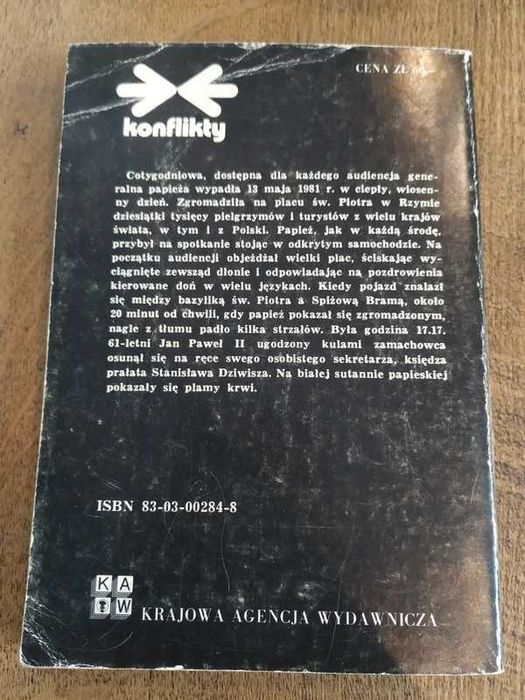 CENA ZŁ 60.—
konflikty
Cotygodniowa, dostępna dla każdego audiencja gene-
ralna papieża wypadła 13 maja 1981 r. w ciepły, wiosen-
ny dzień. Zgromadziła na placu św. Piotra w Rzymie
dziesiątki tysięcy pielgrzymów i turystów z wielu krajów
świata, w tym i z Polski. Papież, jak w każdą środę,
przybył na spotkanie stojąc w odkrytym samochodzie. Na
początku audiencji objeżdżał wielki plac, ściskając wy-
ciągnięte zewsząd dłonie i odpowiadając na pozdrowienia
kierowane doń w wielu językach. Kiedy pojazd znalazł
się między bazyliką św. Piotra a Spiżową Bramą, około
20 minut od chwili, gdy papież pokazał się zgromadzonym,
nagle z tłumu padło kilka strzałów. Była godzina 17.17.
61-letni Jan Paweł II ugodzony kulami zamachowca
osunął się na ręce swego osobistego sekretarza, księdza
prałata Stanisława Dziwisza. Na białej sutannie papieskiej
pokazały się plamy krwi.
ISBN 83-03-00284-8
KA
W
KRAJOWA AGENCJA WYDAWNICZA